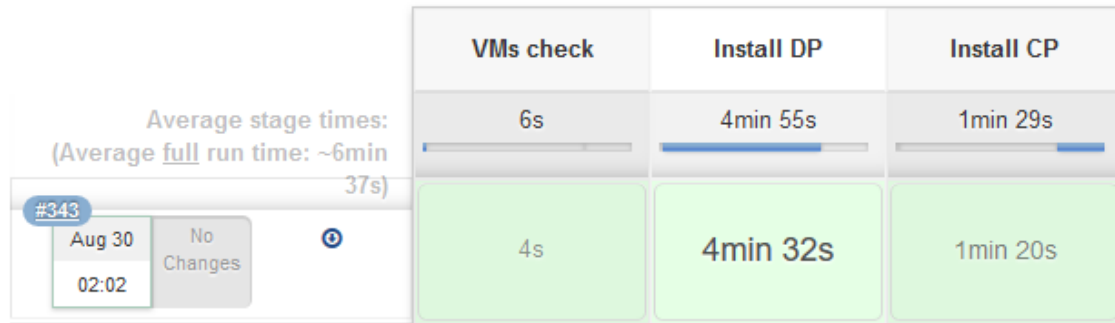 VMs check Install DP Install CP
Average stage times: 6s 4min 55s 1min 29s
(Average full run time: ~6min
37s)
#343
Aug 30 No
Changes
02:02
4s 4min 32s 1min 20s